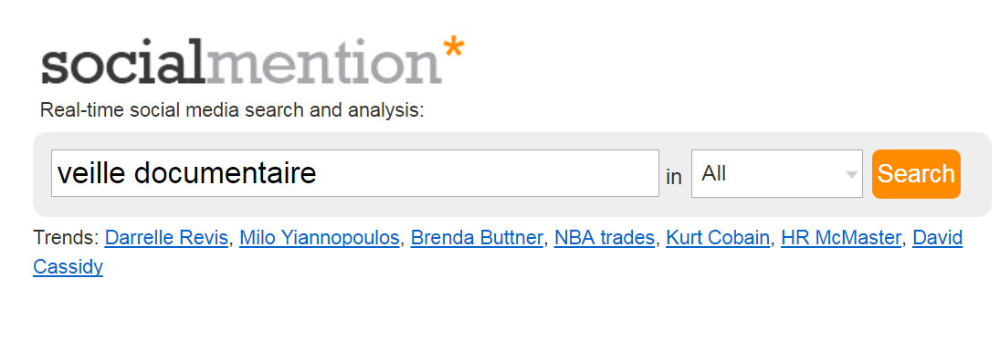 socialmention*
Real-time social media search and analysis:
veille documentaire in All Search
Trends: Darrelle Revis, Milo Yiannopoulos, Brenda Buttner, NBA trades, Kurt Cobain, HR McMaster, David
Cassidy